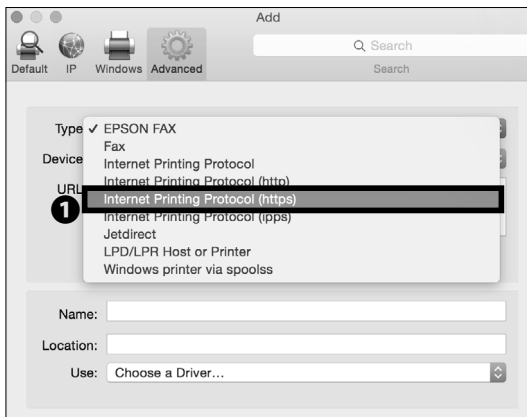 Add
Default IP Windows Advanced
Search
Search
Type ✓ EPSON FAX
Fax
Device
Internet Printing Protocol
Internet Printing Protocol (http)
URL
Internet Printing Protocol (https)
1
Internet Printing Protocol (ipps)
Jetdirect
LPD/LPR Host or Printer
Windows printer via spoolss
Name:
Location:
Use: Choose a Driver...